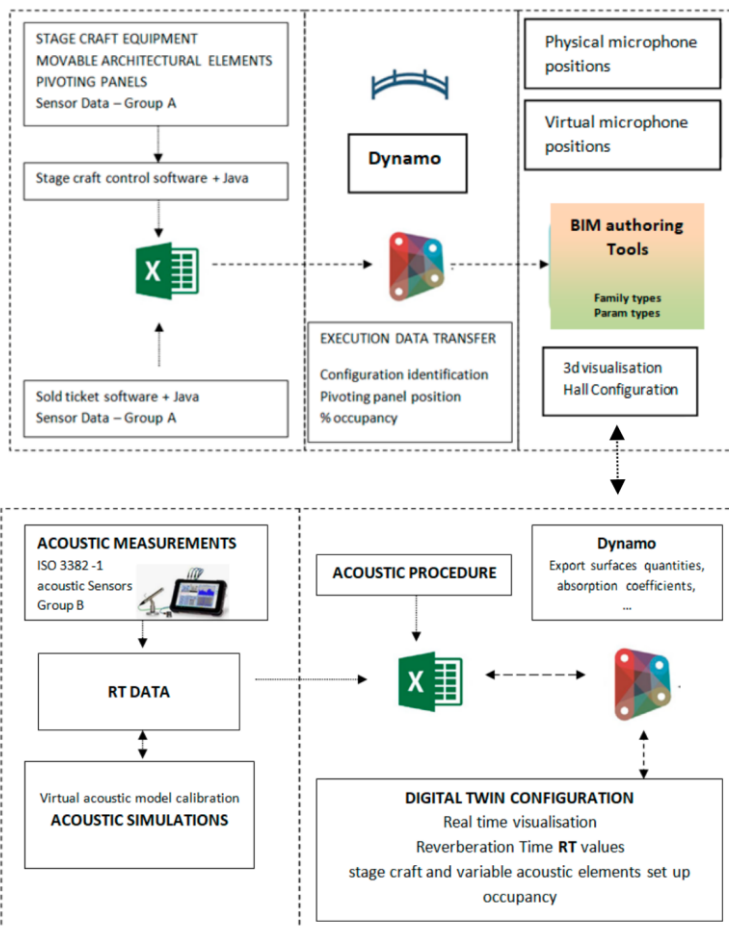 STAGE CRAFT EQUIPMENT
MOVABLE ARCHITECTURAL ELEMENTS
PIVOTING PANELS
Sensor Data – Group A
Stage craft control software + Java
X
Sold ticket software + Java
Sensor Data – Group A
Dynamo
EXECUTION DATA TRANSFER
Configuration identification
Pivoting panel position
% occupancy
Physical microphone
positions
Virtual microphone
positions
BIM authoring
Tools
Family types
Param types
3d visualisation
Hall Configuration
ACOUSTIC MEASUREMENTS
ISO 3382 -1
acoustic Sensors
Group B
RT DATA
Virtual acoustic model calibration
ACOUSTIC SIMULATIONS
ACOUSTIC PROCEDURE
X
Dynamo
Export surfaces quantities,
absorption coefficients,
...
DIGITAL TWIN CONFIGURATION
Real time visualisation
Reverberation Time RT values
stage craft and variable acoustic elements set up
occupancy